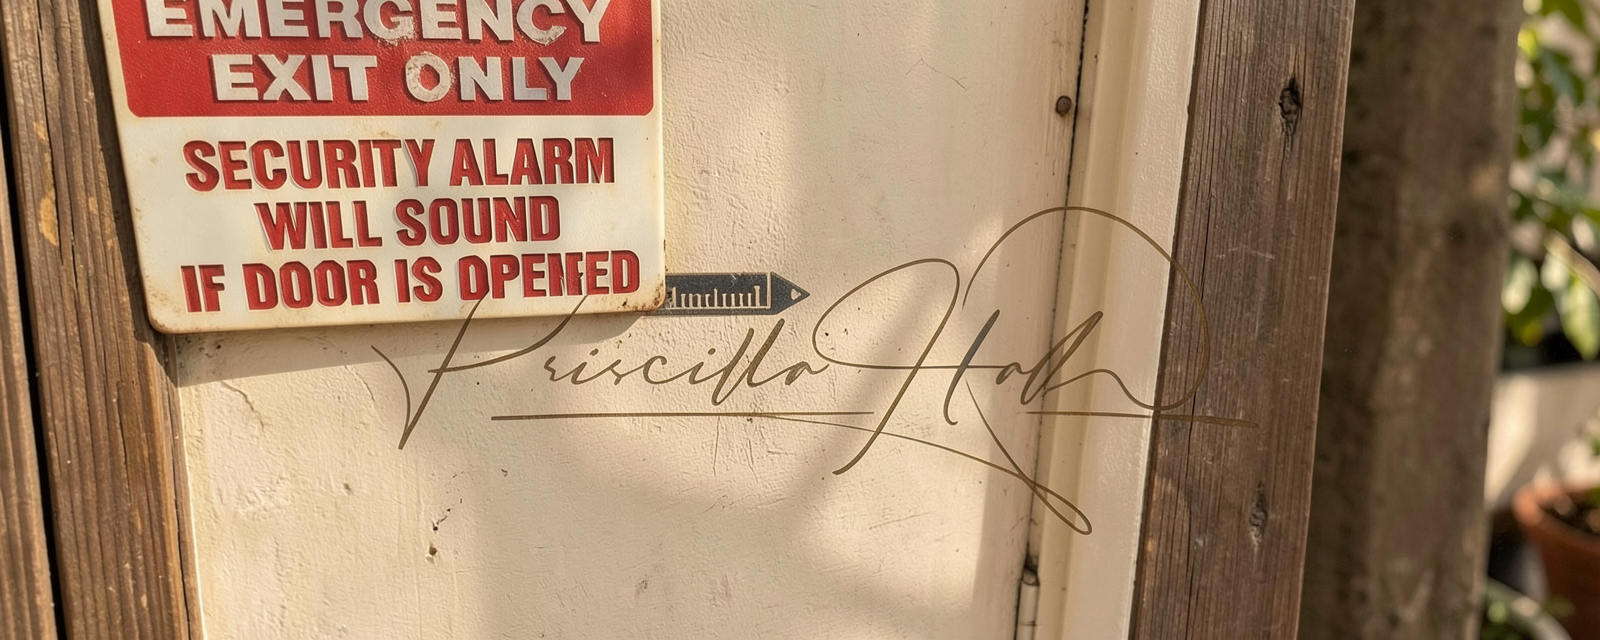 EMERGENCY
EXIT ONLY
SECURITY ALARM
WILL SOUND
IF DOOR IS OPENED
Priscilla Hall